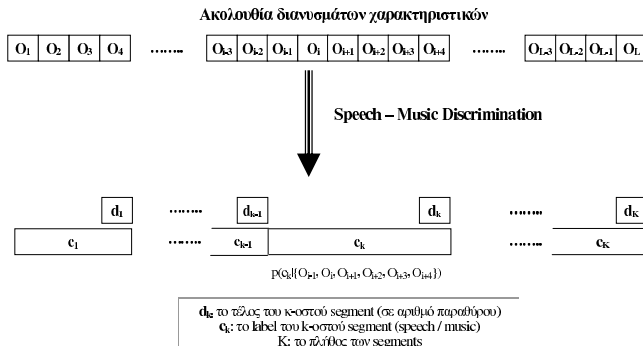 Ακολουθία διανυσμάτων χαρακτηριστικών
O1 O2 O3 O4 ........ Oi-3 Oi-2 Oi-1 Oi Oi+1 Oi+2 Oi+3 Oi+4 ........ OL-3 OL-2 OL-1 OL
Speech – Music Discrimination
d1 ........ dk-1 dk ........ dK
c1 ........ ck-1 ck ........ cK
p(ck|{Oi-1, Oi, Oi+1, Oi+2, Oi+3, Oi+4})
dk: το τέλος του κ-οστού segment (σε αριθμό παραθύρου)
ck: το label του k-οστού segment (speech / music)
K: το πλήθος των segments